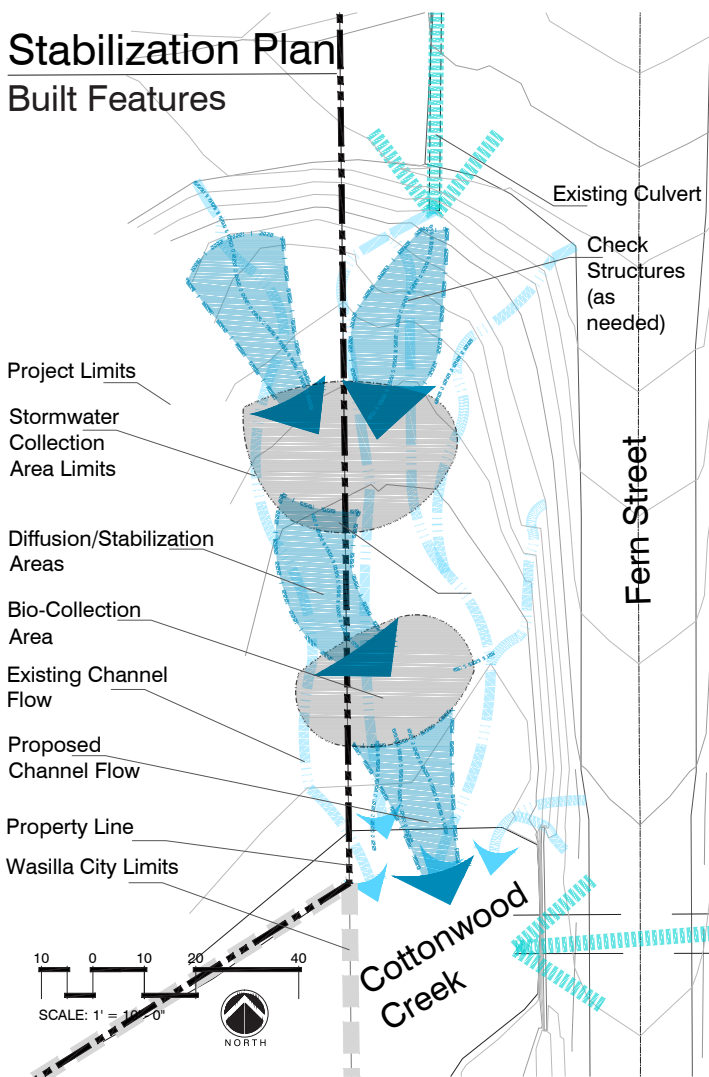 Stabilization Plan
Built Features
Existing Culvert
Check
Structures
(as
needed)
Project Limits
Stormwater
Collection
Area Limits
Diffusion/Stabilization
Areas
Bio-Collection
Area
Existing Channel
Flow
Proposed
Channel Flow
Property Line
Wasilla City Limits
Fern Street
Cottonwood
Creek
10 0 10 20 40
SCALE: 1' = 10'- 0"
NORTH